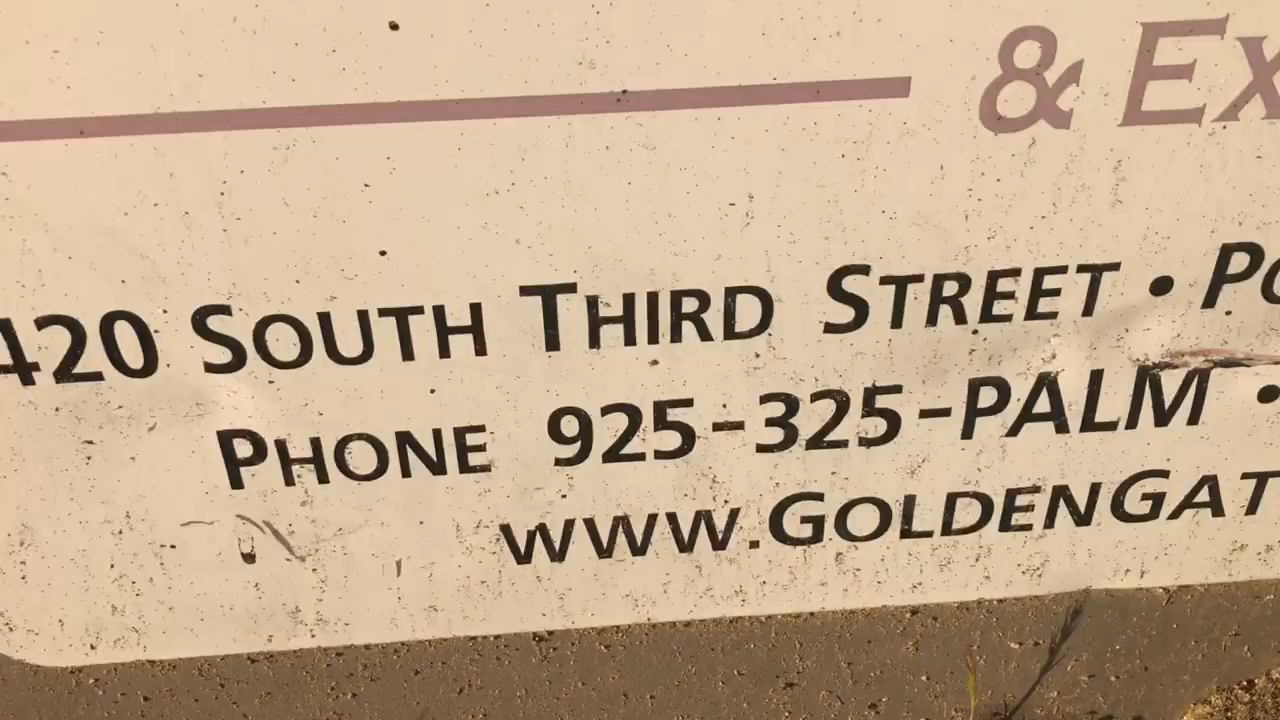 & Ex
420 South Third Street • Po
Phone 925-325-PALM •
www.GoldenGat